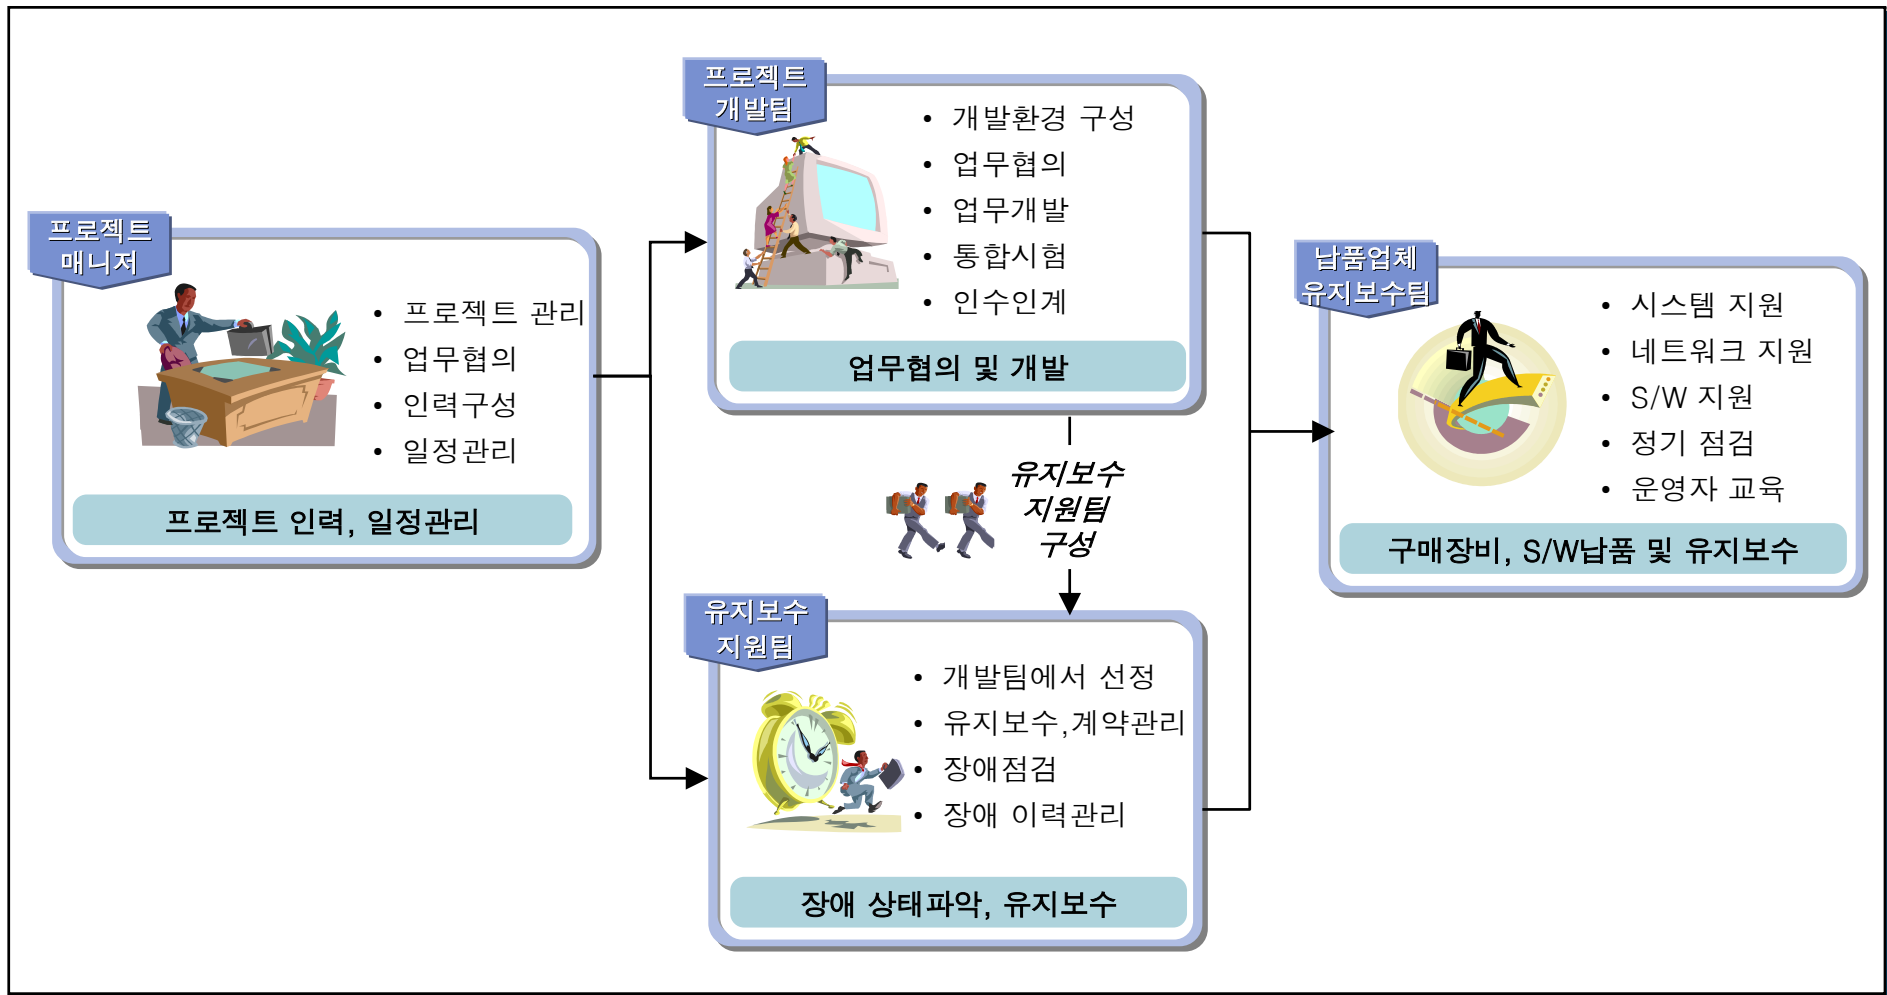 프로젝트
매니저
• 프로젝트 관리
• 업무협의
• 인력구성
• 일정관리
프로젝트 인력, 일정관리
프로젝트
개발팀
• 개발환경 구성
• 업무협의
• 업무개발
• 통합시험
• 인수인계
업무협의 및 개발
유지보수
지원팀
구성
유지보수
지원팀
• 개발팀에서 선정
• 유지보수,계약관리
• 장애점검
• 장애 이력관리
장애 상태파악, 유지보수
납품업체
유지보수팀
• 시스템 지원
• 네트워크 지원
• S/W 지원
• 정기 점검
• 운영자 교육
구매장비, S/W납품 및 유지보수